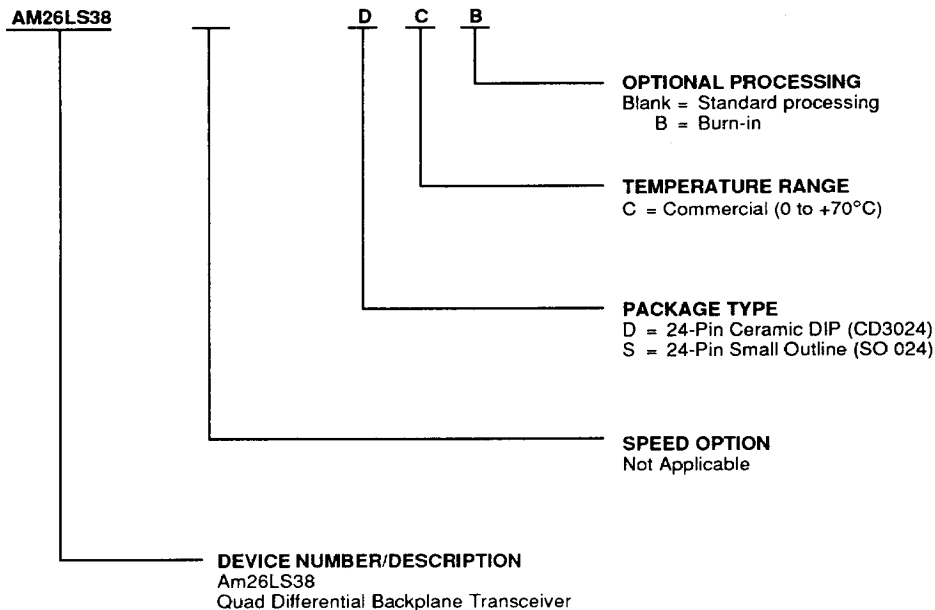 AM26LS38 D C B
OPTIONAL PROCESSING
Blank = Standard processing
B = Burn-in
TEMPERATURE RANGE
C = Commercial (0 to +70°C)
PACKAGE TYPE
D = 24-Pin Ceramic DIP (CD3024)
S = 24-Pin Small Outline (SO 024)
SPEED OPTION
Not Applicable
DEVICE NUMBER/DESCRIPTION
Am26LS38
Quad Differential Backplane Transceiver